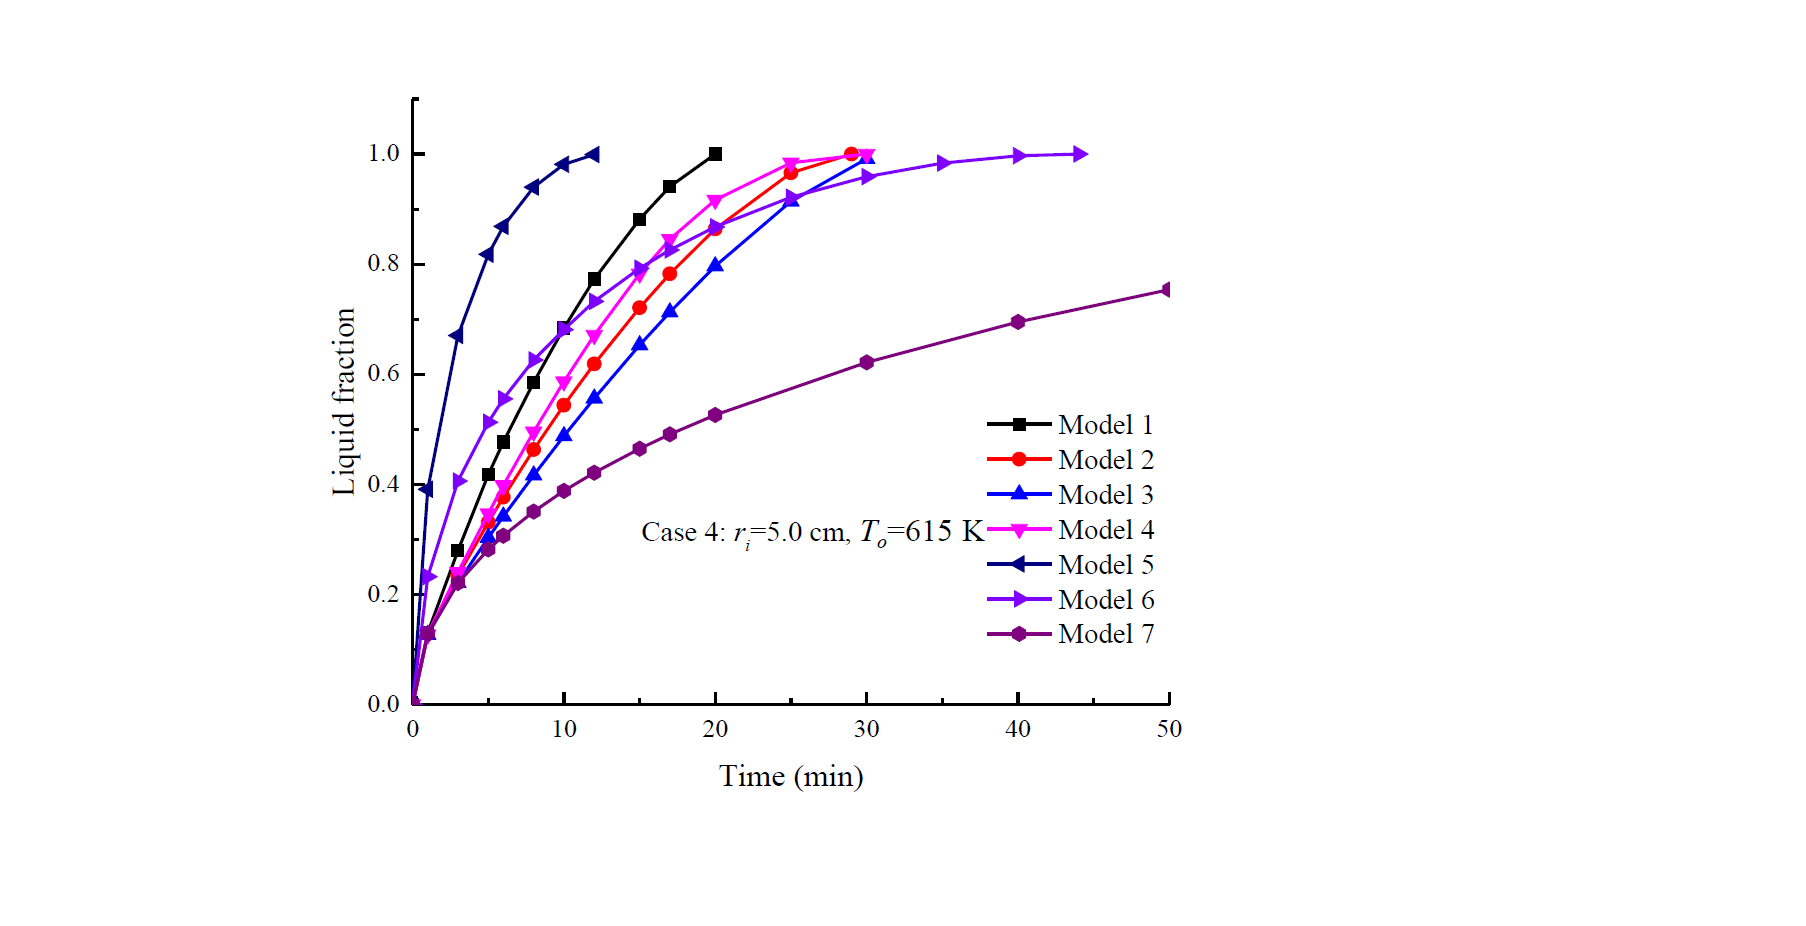 1.0
0.8
0.6
0.4
0.2
0.0
Liquid fraction
0 10 20 30 40 50
Time (min)
Case 4: rᵢ=5.0 cm, Tₒ=615 K
Model 1
Model 2
Model 3
Model 4
Model 5
Model 6
Model 7